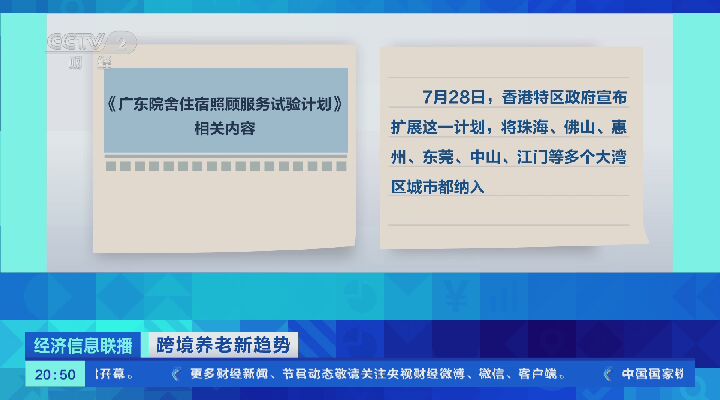 CCTV 2
财经
《广东院舍住宿照顾服务试验计划》
相关内容
7月28日，香港特区政府宣布
扩展这一计划，将珠海、佛山、惠
州、东莞、中山、江门等多个大湾
区城市都纳入
经济信息联播
跨境养老新趋势
20:50
开幕。
《 更多财经新闻、节目动态敬请关注央视财经微博、微信、客户端。
《 中国国家